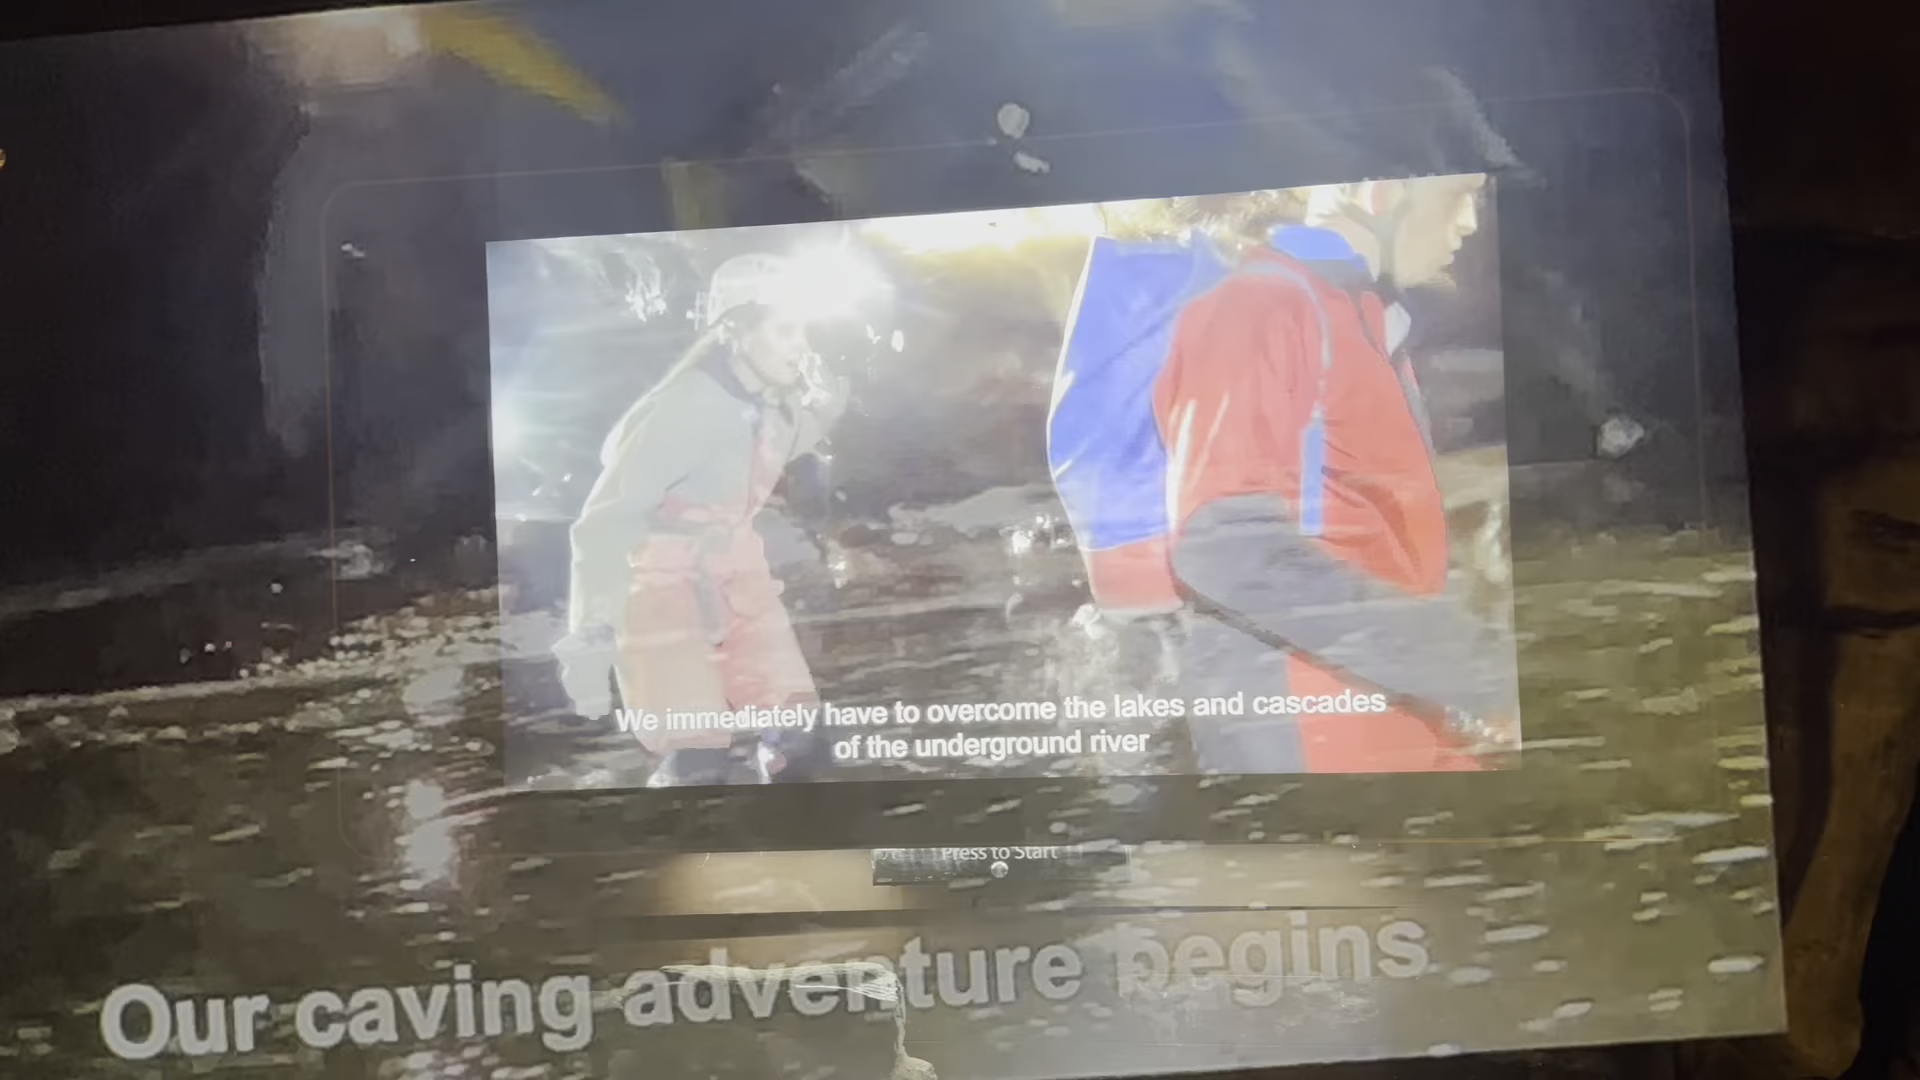 We immediately have to overcome the lakes and cascades
of the underground river
Press to Start
Our caving adventure begins